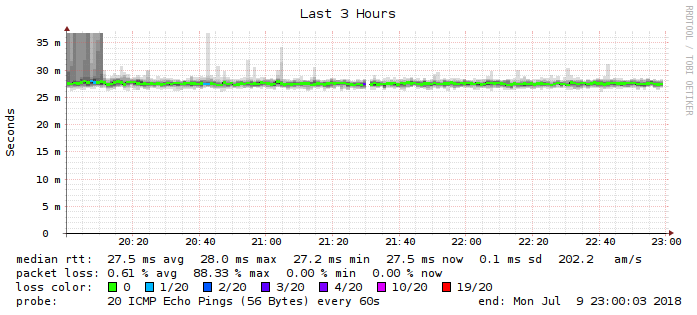 Last 3 Hours
RRDTOOL / TOBI OETIKER
Seconds
35 m
30 m
25 m
20 m
15 m
10 m
5 m
0
20:20 20:40 21:00 21:20 21:40 22:00 22:20 22:40 23:00
median rtt: 27.5 ms avg 28.0 ms max 27.2 ms min 27.5 ms now 0.1 ms sd 202.2 am/s
packet loss: 0.61 % avg 88.33 % max 0.00 % min 0.00 % now
loss color: 0 1/20 2/20 3/20 4/20 10/20 19/20
probe: 20 ICMP Echo Pings (56 Bytes) every 60s end: Mon Jul 9 23:00:03 2018